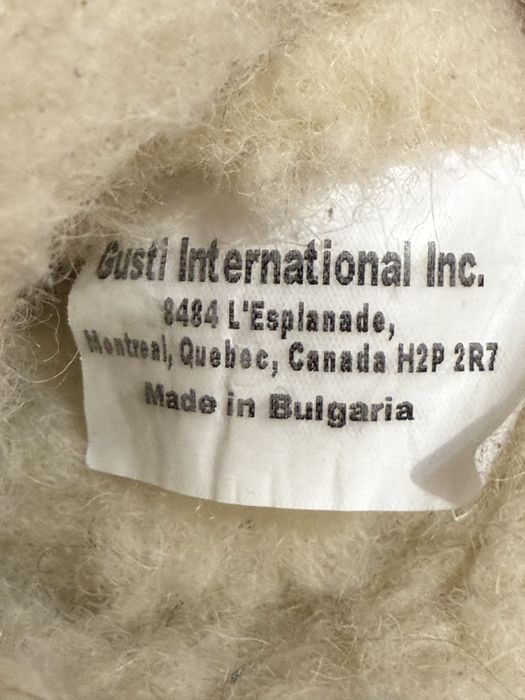 Gusti International Inc.
8484 L'Esplanade,
Montreal, Quebec, Canada H2P 2R7
Made in Bulgaria